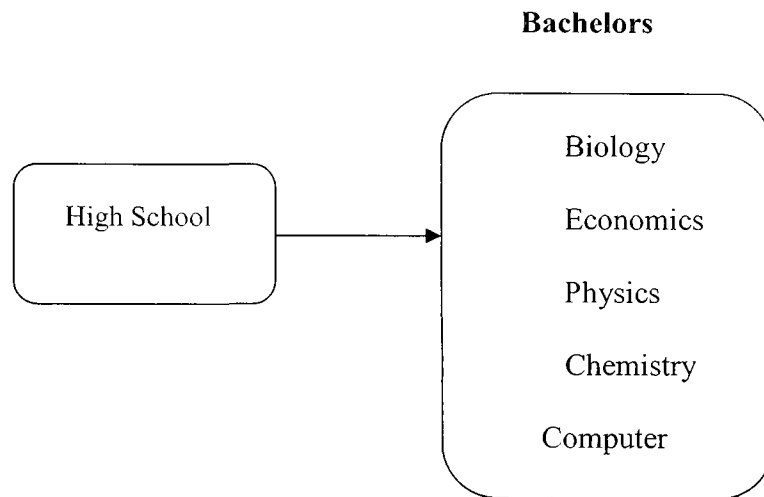 Bachelors
High School
Biology
Economics
Physics
Chemistry
Computer